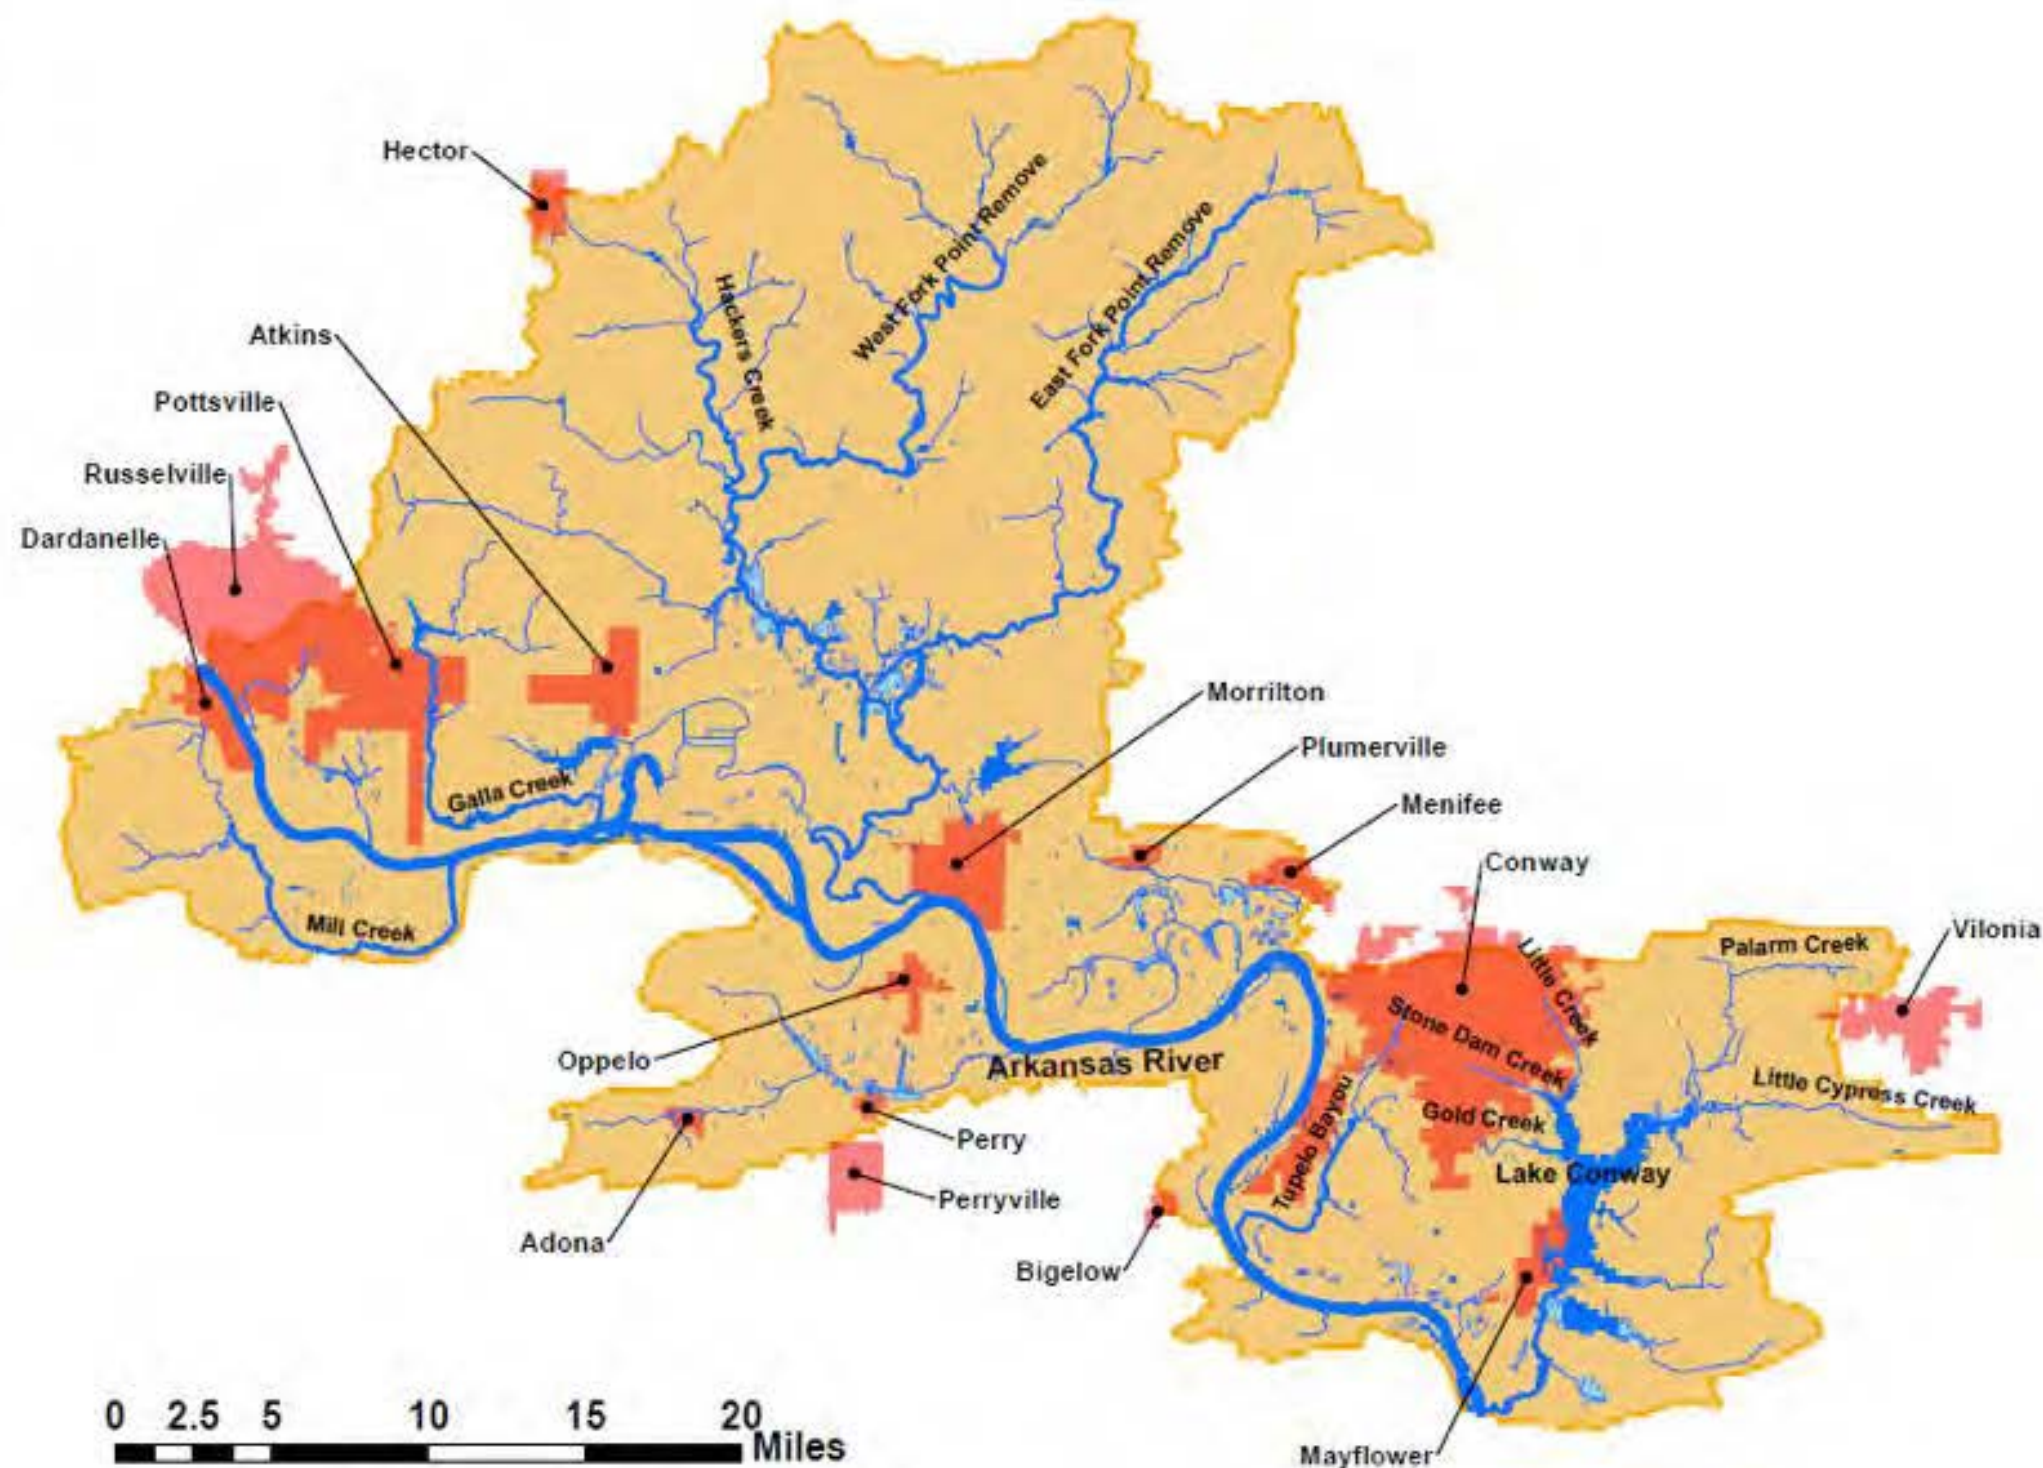 Hector
West Fork Point Remove
East Fork Point Remove
Hackers Creek
Atkins
Pottsville
Russelville
Dardanelle
Morrilton
Plumerville
Galla Creek
Menifee
Conway
Mill Creek
Vilonia
Palarm Creek
Little Creek
Stone Dam Creek
Oppelo
Arkansas River
Little Cypress Creek
Tupelo Bayou
Gold Creek
Perry
Lake Conway
Perryville
Adona
Bigelow
0 2.5 5 10 15 20
Miles
Mayflower